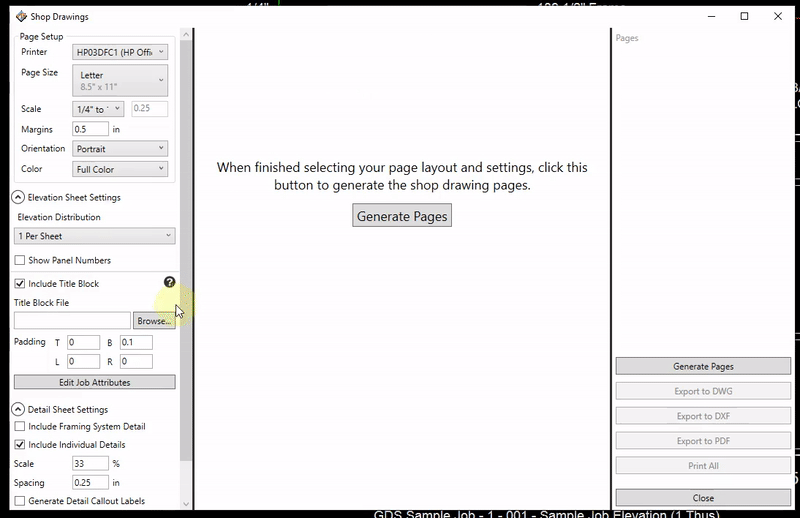 Shop Drawings
Page Setup
Printer HP03DFC1 (HP Offi
Page Size Letter
8.5" x 11"
Scale 1/4" to 0.25
Margins 0.5 in
Orientation Portrait
Color Full Color
Elevation Sheet Settings
Elevation Distribution
1 Per Sheet
Show Panel Numbers
Include Title Block ?
Title Block File
Browse...
Padding T 0 B 0.1
L 0 R 0
Edit Job Attributes
Detail Sheet Settings
Include Framing System Detail
Include Individual Details
Scale 33 %
Spacing 0.25 in
Generate Detail Callout Labels
When finished selecting your page layout and settings, click this
button to generate the shop drawing pages.
Generate Pages
Pages
Generate Pages
Export to DWG
Export to DXF
Export to PDF
Print All
Close
GDS Sample Job - 1 - 001 - Sample Job Elevation (1 Thus)